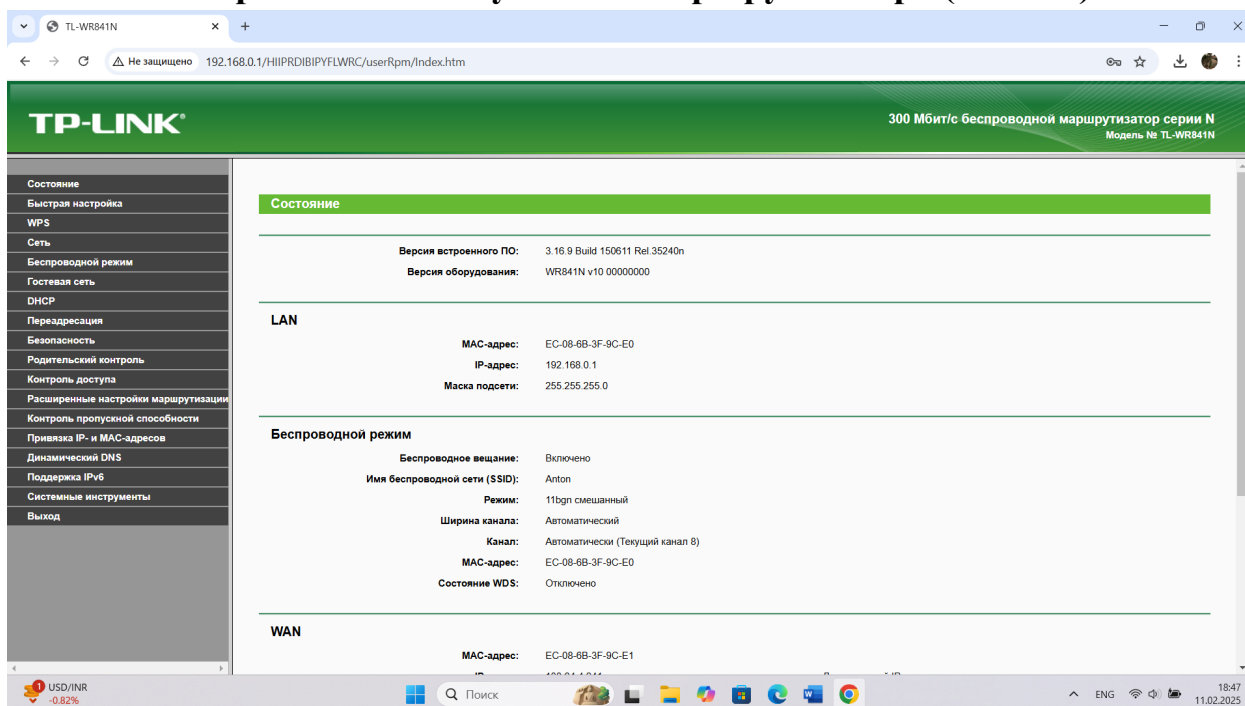 TL-WR841N
Не защищено 192.168.0.1/HIIPRDIBIPYFLWRC/userRpm/Index.htm
TP-LINK®
300 Мбит/с беспроводной маршрутизатор серии N
Модель № TL-WR841N
Состояние
Быстрая настройка
WPS
Сеть
Беспроводной режим
Гостевая сеть
DHCP
Переадресация
Безопасность
Родительский контроль
Контроль доступа
Расширенные настройки маршрутизации
Контроль пропускной способности
Привязка IP- и MAC-адресов
Динамический DNS
Поддержка IPv6
Системные инструменты
Выход
Состояние
Версия встроенного ПО: 3.16.9 Build 150611 Rel.35240n
Версия оборудования: WR841N v10 00000000
LAN
MAC-адрес: EC-08-6B-3F-9C-E0
IP-адрес: 192.168.0.1
Маска подсети: 255.255.255.0
Беспроводной режим
Беспроводное вещание: Включено
Имя беспроводной сети (SSID): Anton
Режим: 11bgn смешанный
Ширина канала: Автоматический
Канал: Автоматически (Текущий канал 8)
MAC-адрес: EC-08-6B-3F-9C-E0
Состояние WDS: Отключено
WAN
MAC-адрес: EC-08-6B-3F-9C-E1
1
USD/INR
-0.82%
Поиск
ENG
18:47
11.02.2025